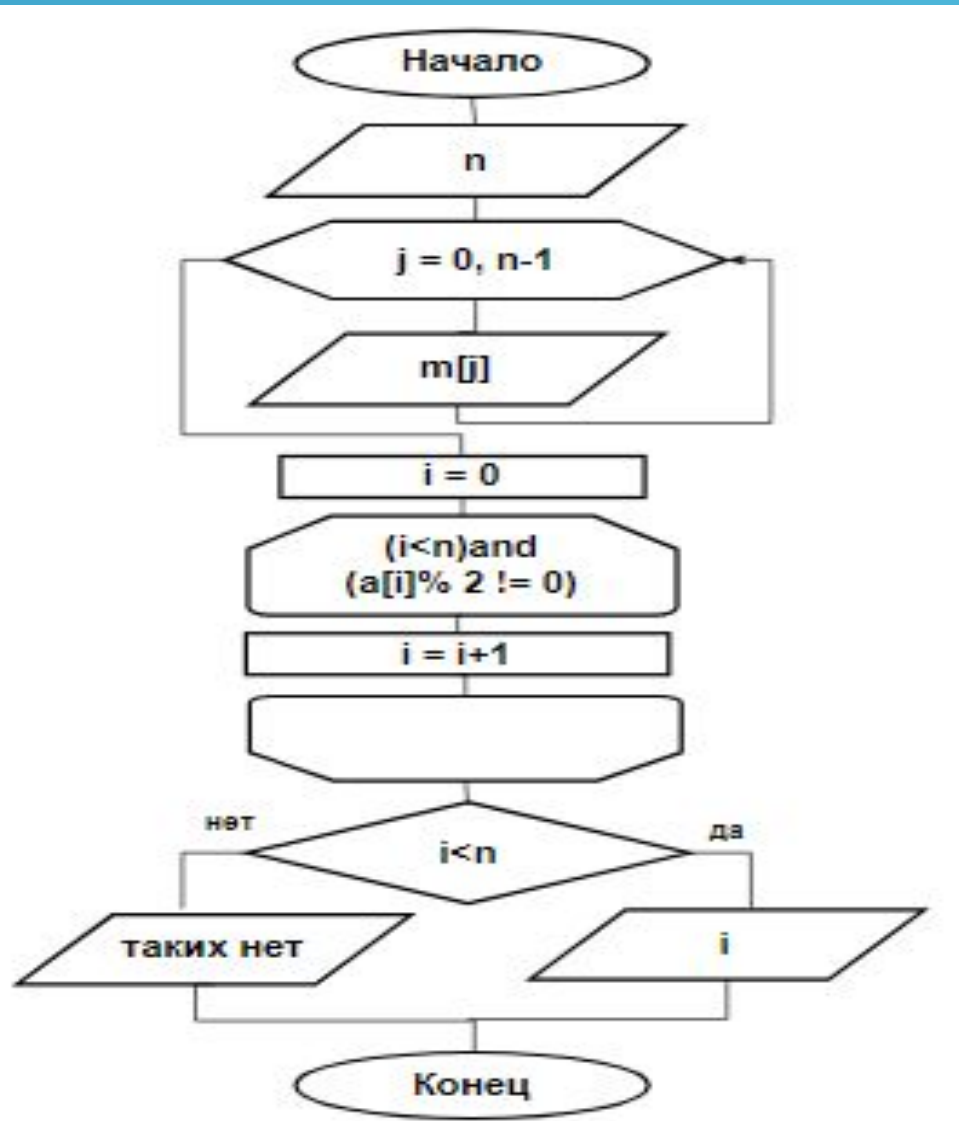 Начало
n
j = 0, n-1
m[j]
i = 0
(i<n)and
(a[i]% 2 != 0)
i = i+1
i<n
нет
да
таких нет
i
Конец